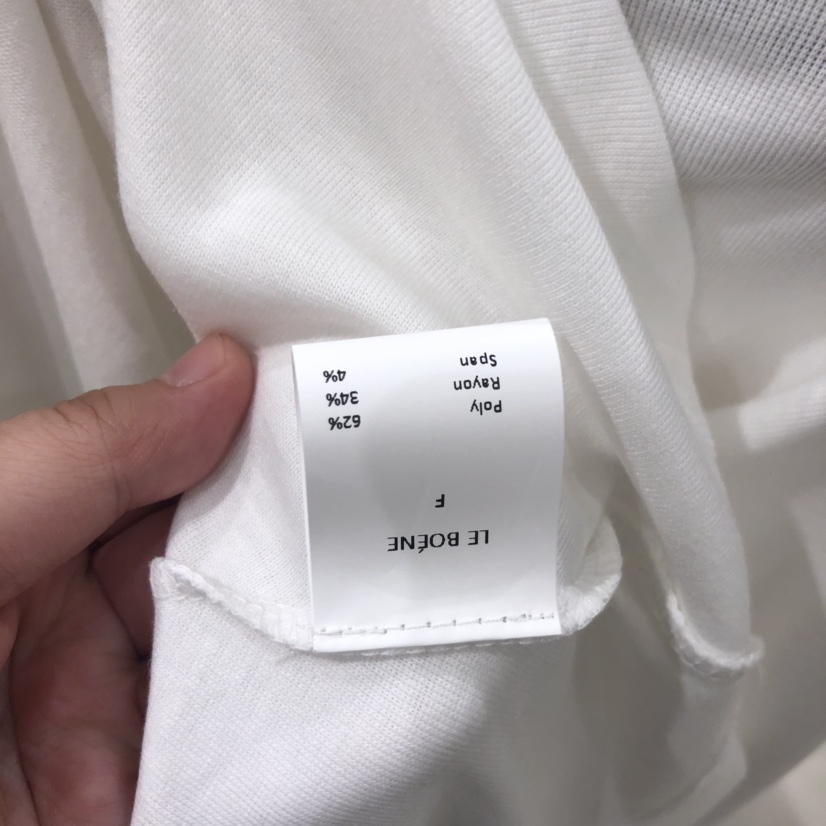 LE BOÉNE
F
Poly 62%
Rayon 34%
Span 4%